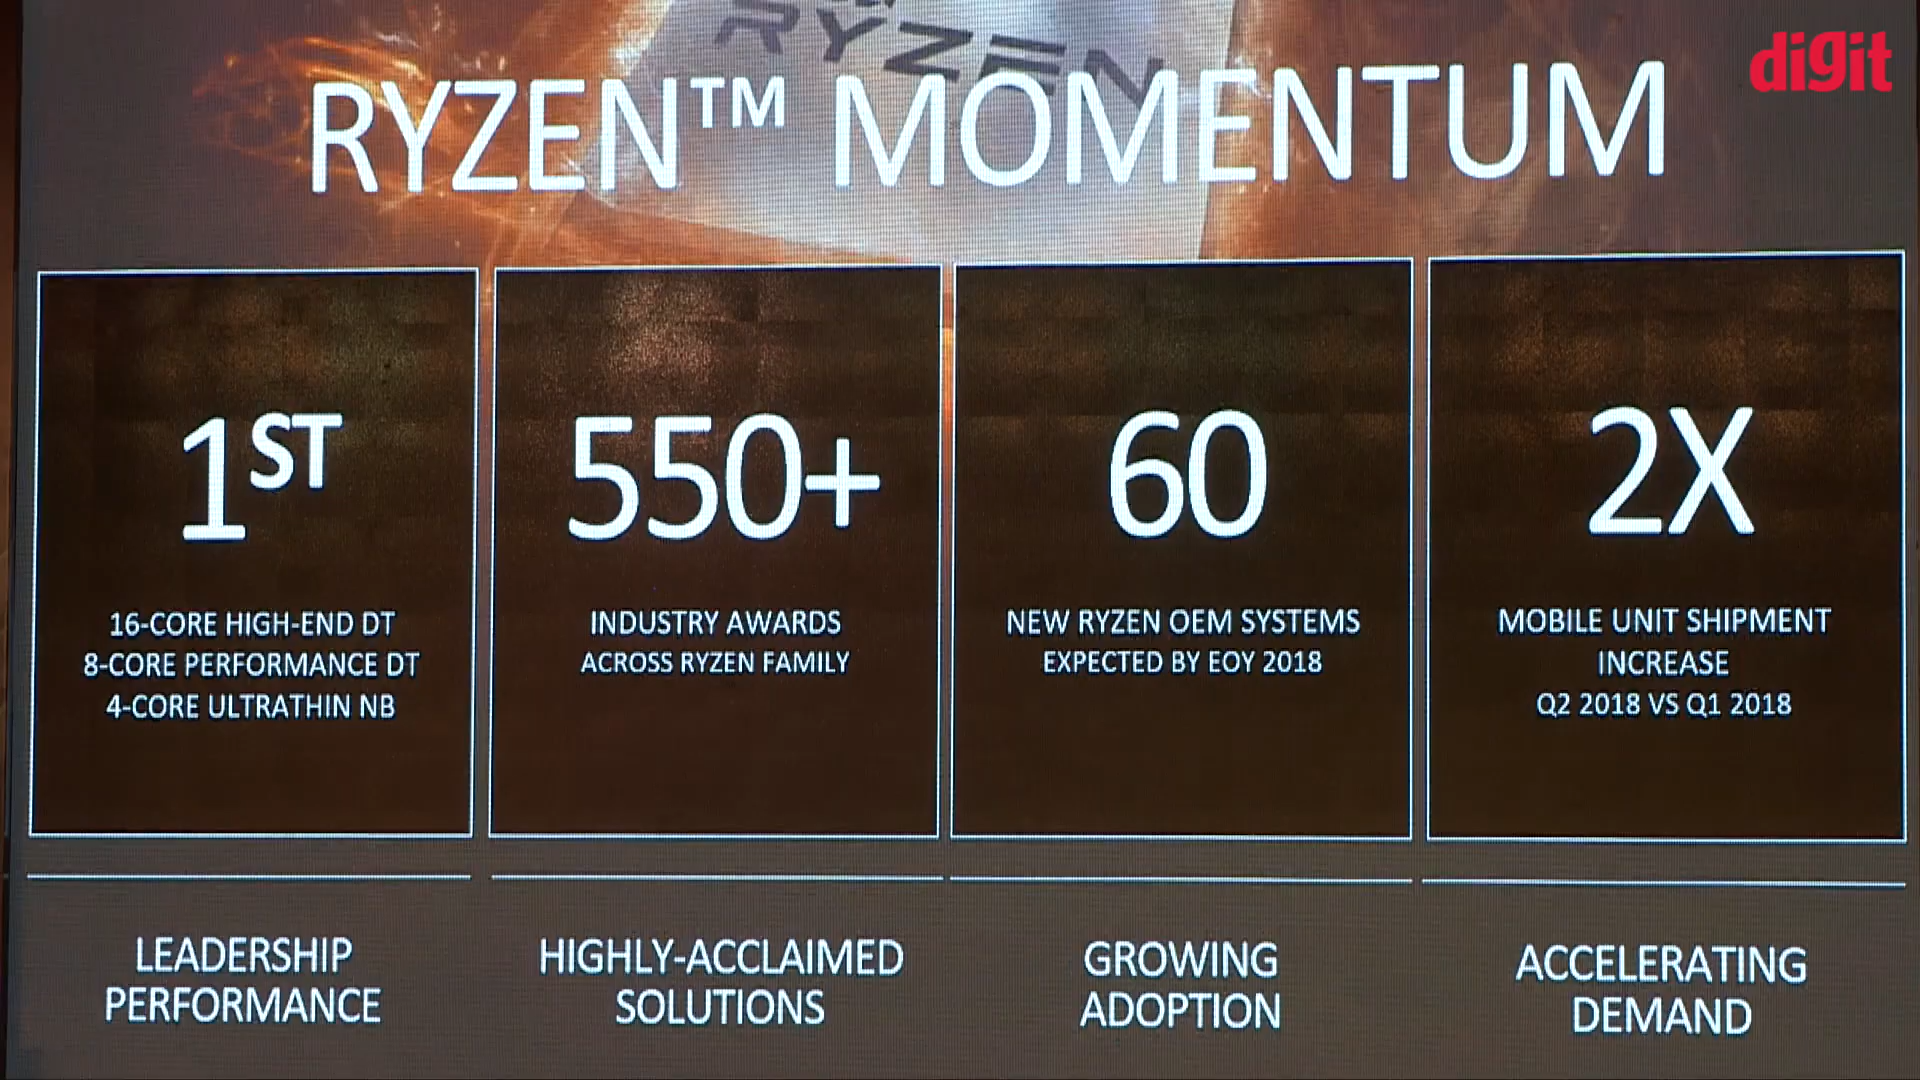 RYZEN
digit
RYZEN™ MOMENTUM
1ST
16-CORE HIGH-END DT
8-CORE PERFORMANCE DT
4-CORE ULTRATHIN NB
LEADERSHIP
PERFORMANCE
550+
INDUSTRY AWARDS
ACROSS RYZEN FAMILY
HIGHLY-ACCLAIMED
SOLUTIONS
60
NEW RYZEN OEM SYSTEMS
EXPECTED BY EOY 2018
GROWING
ADOPTION
2X
MOBILE UNIT SHIPMENT
INCREASE
Q2 2018 VS Q1 2018
ACCELERATING
DEMAND